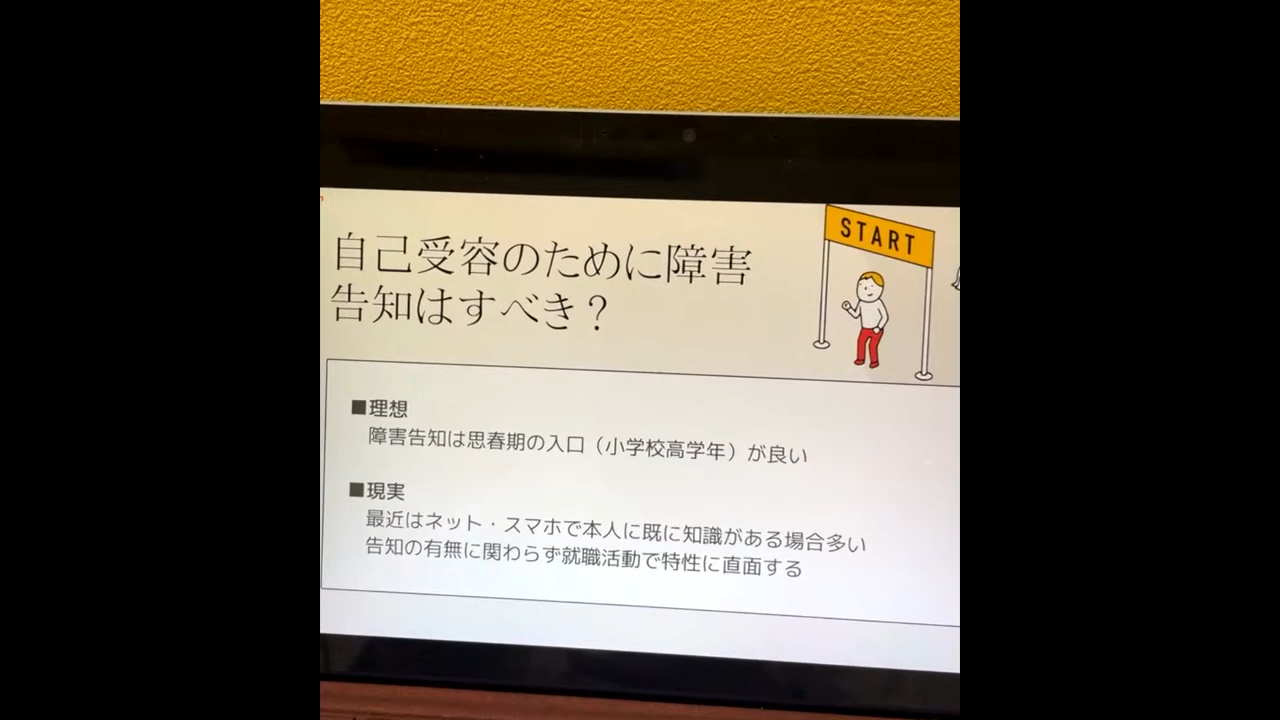 自己受容のために障害
告知はすべき？
START
■理想
障害告知は思春期の入口（小学校高学年）が良い
■現実
最近はネット・スマホで本人に既に知識がある場合多い
告知の有無に関わらず就職活動で特性に直面する